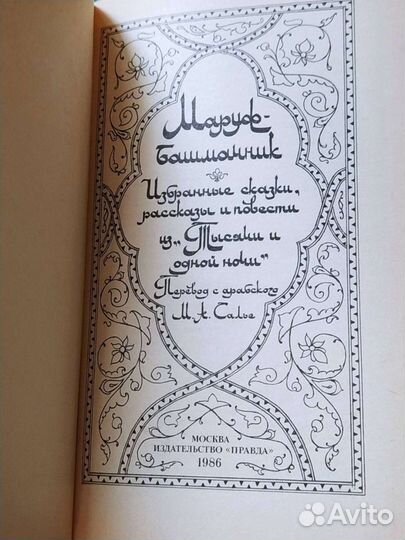 Маруф-
башмачник
Избранные сказки,
рассказы и повести
из „Тысячи и
одной ночи"
Перевод с арабского
М. А. Салье
МОСКВА
ИЗДАТЕЛЬСТВО «ПРАВДА»
1986
Avito